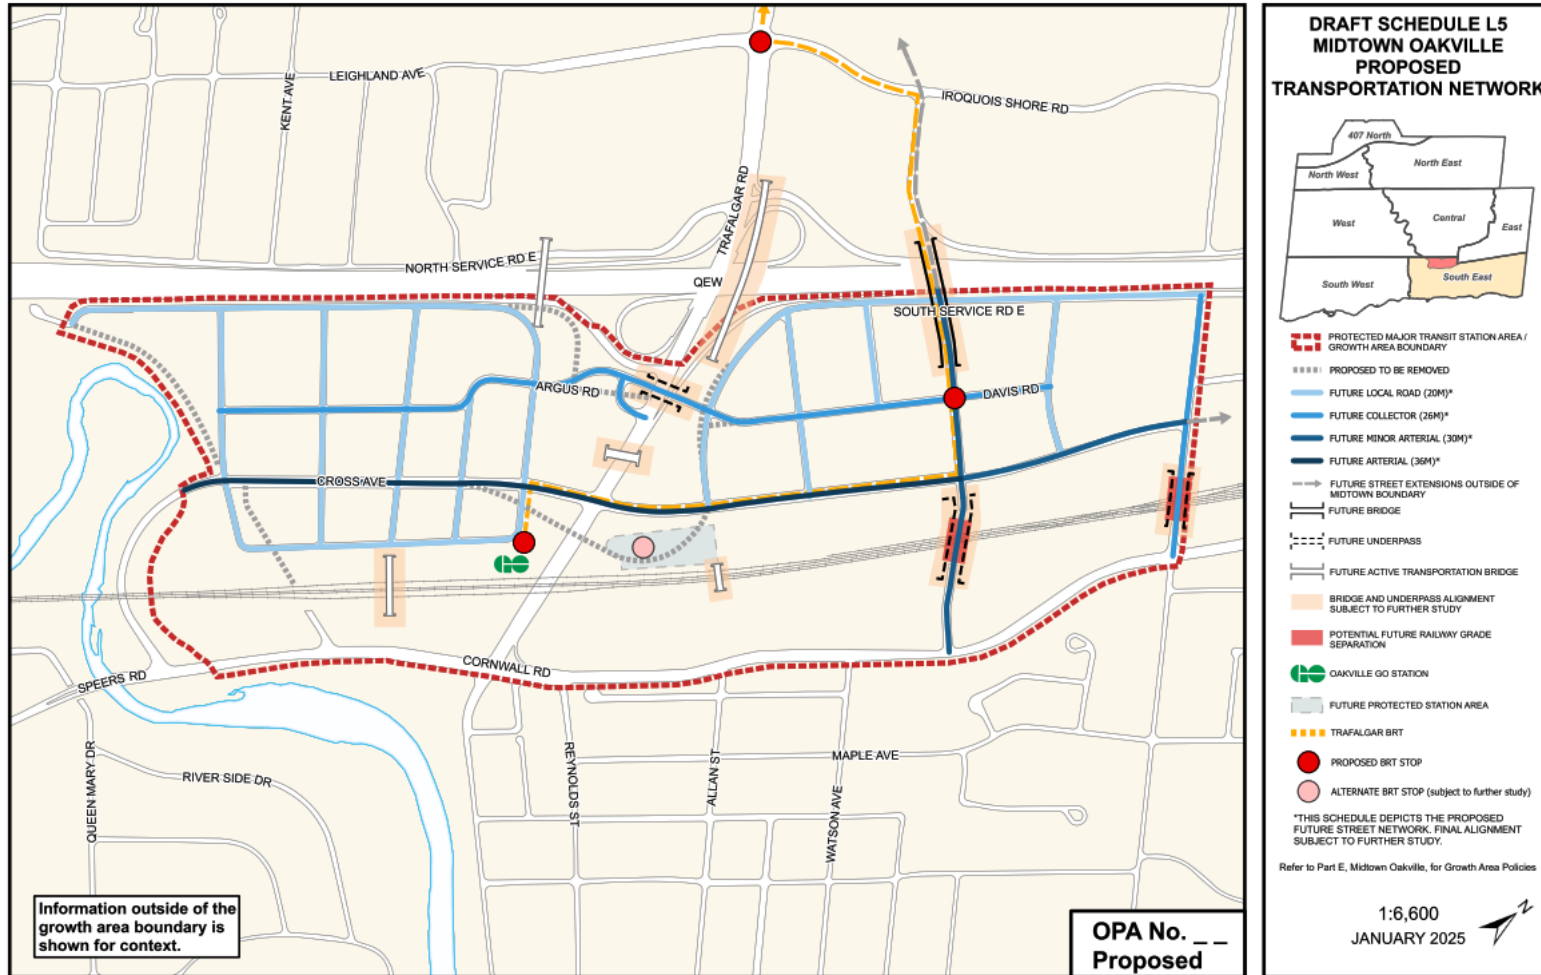 LEIGHLAND AVE
KENT AVE
IROQUOIS SHORE RD
TRAFALGAR RD
NORTH SERVICE RD E
QEW
SOUTH SERVICE RD E
ARGUS RD
DAVIS RD
CROSS AVE
GO
CORNWALL RD
SPEERS RD
QUEEN MARY DR
RIVER SIDE DR
REYNOLDS ST
ALLAN ST
MAPLE AVE
WATSON AVE
Information outside of the
growth area boundary is
shown for context.
OPA No. _ _
Proposed
DRAFT SCHEDULE L5
MIDTOWN OAKVILLE
PROPOSED
TRANSPORTATION NETWORK
407 North
North West
North East
West
Central
East
South West
South East
PROTECTED MAJOR TRANSIT STATION AREA /
GROWTH AREA BOUNDARY
PROPOSED TO BE REMOVED
FUTURE LOCAL ROAD (20M)*
FUTURE COLLECTOR (26M)*
FUTURE MINOR ARTERIAL (30M)*
FUTURE ARTERIAL (36M)*
FUTURE STREET EXTENSIONS OUTSIDE OF
MIDTOWN BOUNDARY
FUTURE BRIDGE
FUTURE UNDERPASS
FUTURE ACTIVE TRANSPORTATION BRIDGE
BRIDGE AND UNDERPASS ALIGNMENT
SUBJECT TO FURTHER STUDY
POTENTIAL FUTURE RAILWAY GRADE
SEPARATION
GO OAKVILLE GO STATION
FUTURE PROTECTED STATION AREA
TRAFALGAR BRT
PROPOSED BRT STOP
ALTERNATE BRT STOP (subject to further study)
*THIS SCHEDULE DEPICTS THE PROPOSED
FUTURE STREET NETWORK. FINAL ALIGNMENT
SUBJECT TO FURTHER STUDY.
Refer to Part E, Midtown Oakville, for Growth Area Policies
1:6,600
JANUARY 2025
N